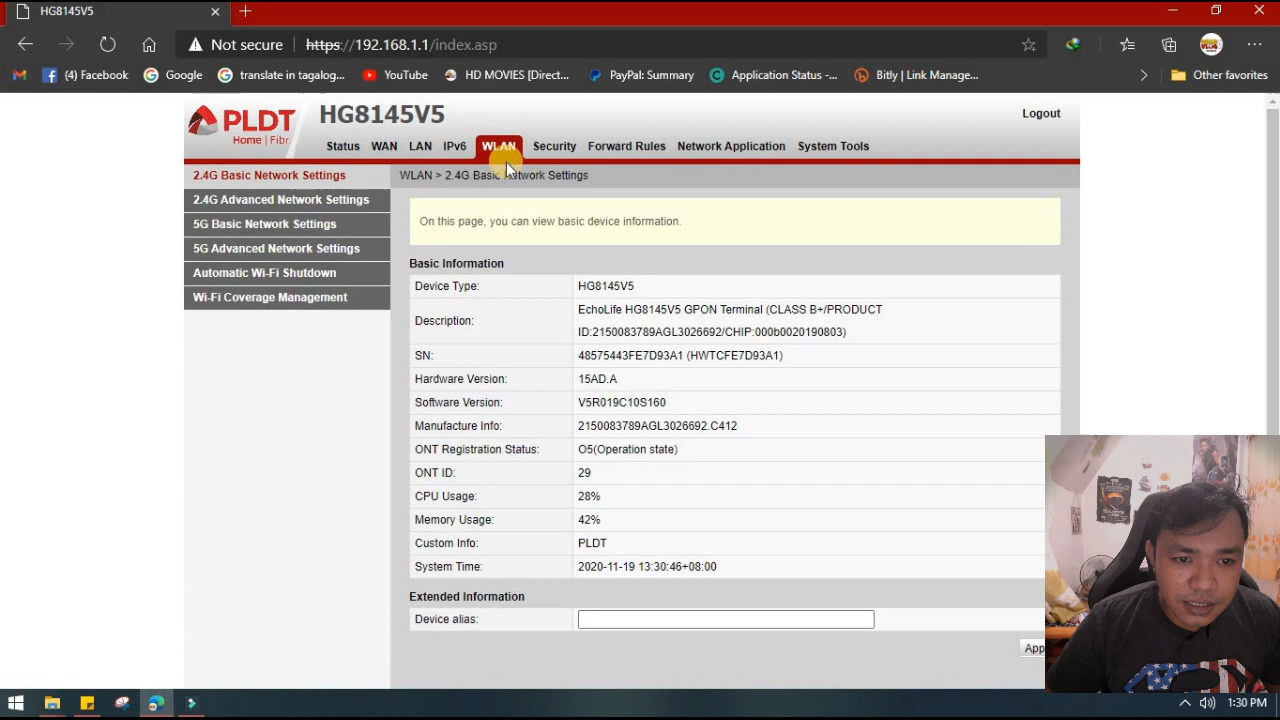 HG8145V5
Not secure
https://192.168.1.1/index.asp
(4) Facebook
Google
translate in tagalog...
YouTube
HD MOVIES [Direct...
PayPal: Summary
Application Status -...
Bitly | Link Manage...
Other favorites
PLDT
Home | Fibr
HG8145V5
Logout
Status
WAN
LAN
IPv6
WLAN
Security
Forward Rules
Network Application
System Tools
2.4G Basic Network Settings
2.4G Advanced Network Settings
5G Basic Network Settings
5G Advanced Network Settings
Automatic Wi-Fi Shutdown
Wi-Fi Coverage Management
WLAN > 2.4G Basic Network Settings
On this page, you can view basic device information.
Basic Information
Device Type: HG8145V5
Description: EchoLife HG8145V5 GPON Terminal (CLASS B+/PRODUCT
ID:2150083789AGL3026692/CHIP:000b0020190803)
SN: 48575443FE7D93A1 (HWTCFE7D93A1)
Hardware Version: 15AD.A
Software Version: V5R019C10S160
Manufacture Info: 2150083789AGL3026692.C412
ONT Registration Status: O5(Operation state)
ONT ID: 29
CPU Usage: 28%
Memory Usage: 42%
Custom Info: PLDT
System Time: 2020-11-19 13:30:46+08:00
Extended Information
Device alias:
App
1:30 PM